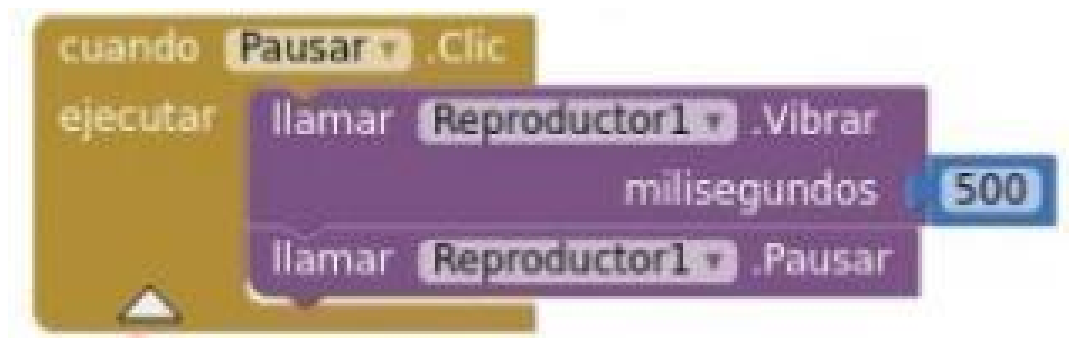 cuando Pausar .Clic
ejecutar llamar Reproductor1 .Vibrar
milisegundos 500
llamar Reproductor1 .Pausar